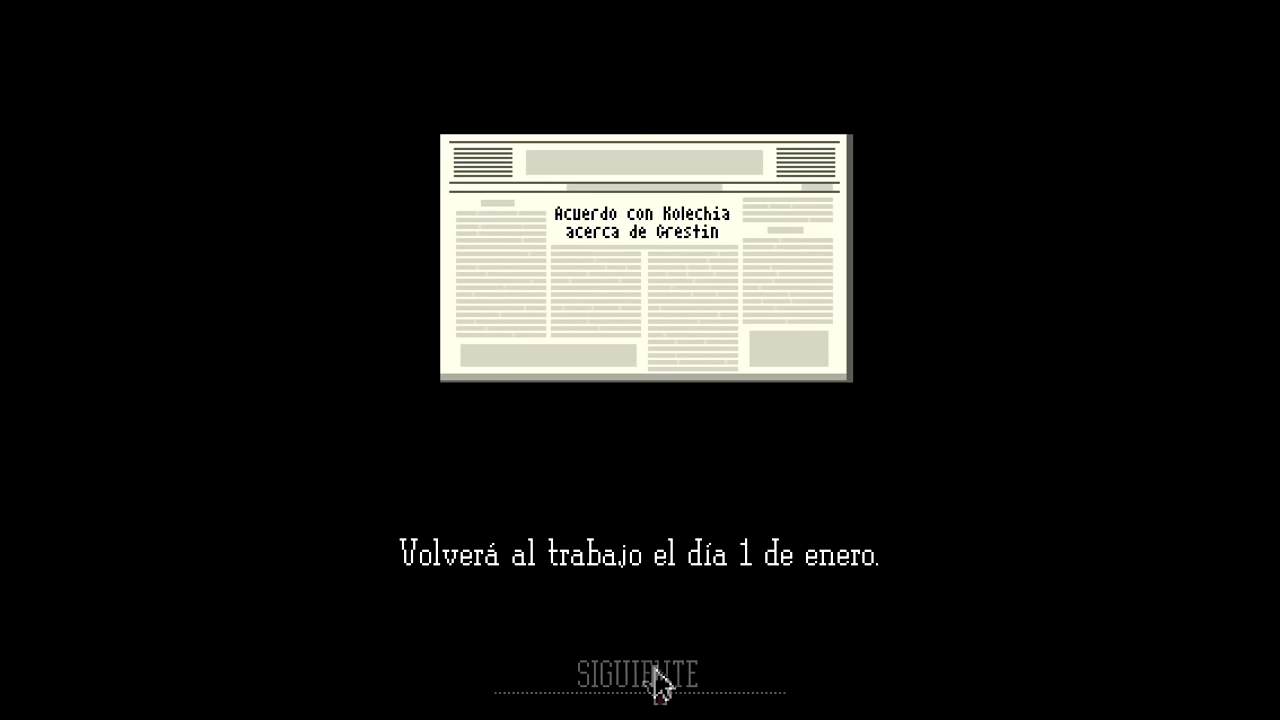 Acuerdo con Kolechia
acerca de Grestin
Volverá al trabajo el día 1 de enero.
SIGUIENTE